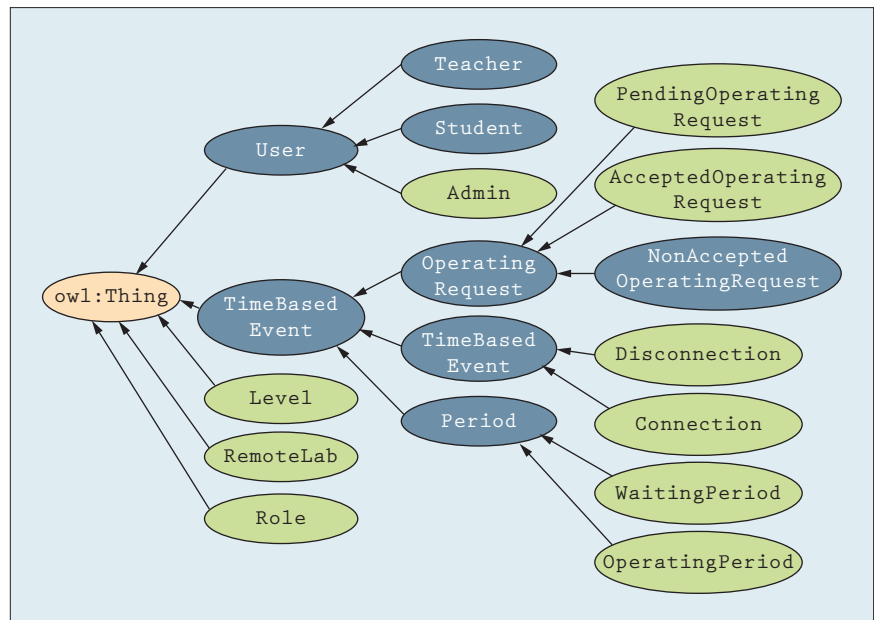 Teacher
PendingOperating
Request
Student
User
AcceptedOperating
Request
Admin
Operating
Request
NonAccepted
OperatingRequest
owl:Thing
TimeBased
Event
TimeBased
Event
Disconnection
Level
Period
Connection
RemoteLab
WaitingPeriod
Role
OperatingPeriod